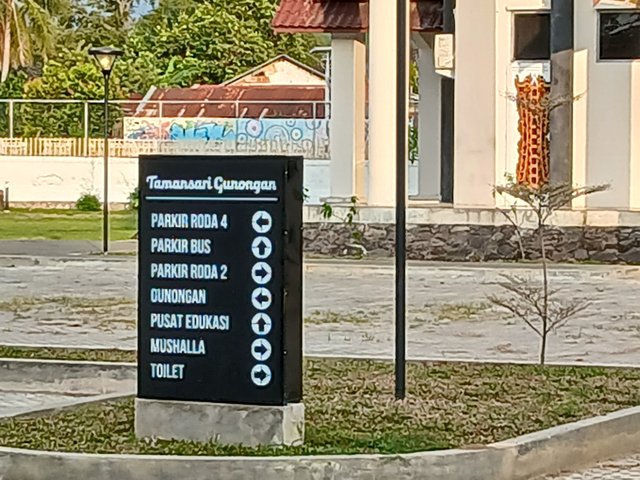 Tamansari Gunongan
PARKIR RODA 4
PARKIR BUS
PARKIR RODA 2
GUNONGAN
PUSAT EDUKASI
MUSHALLA
TOILET